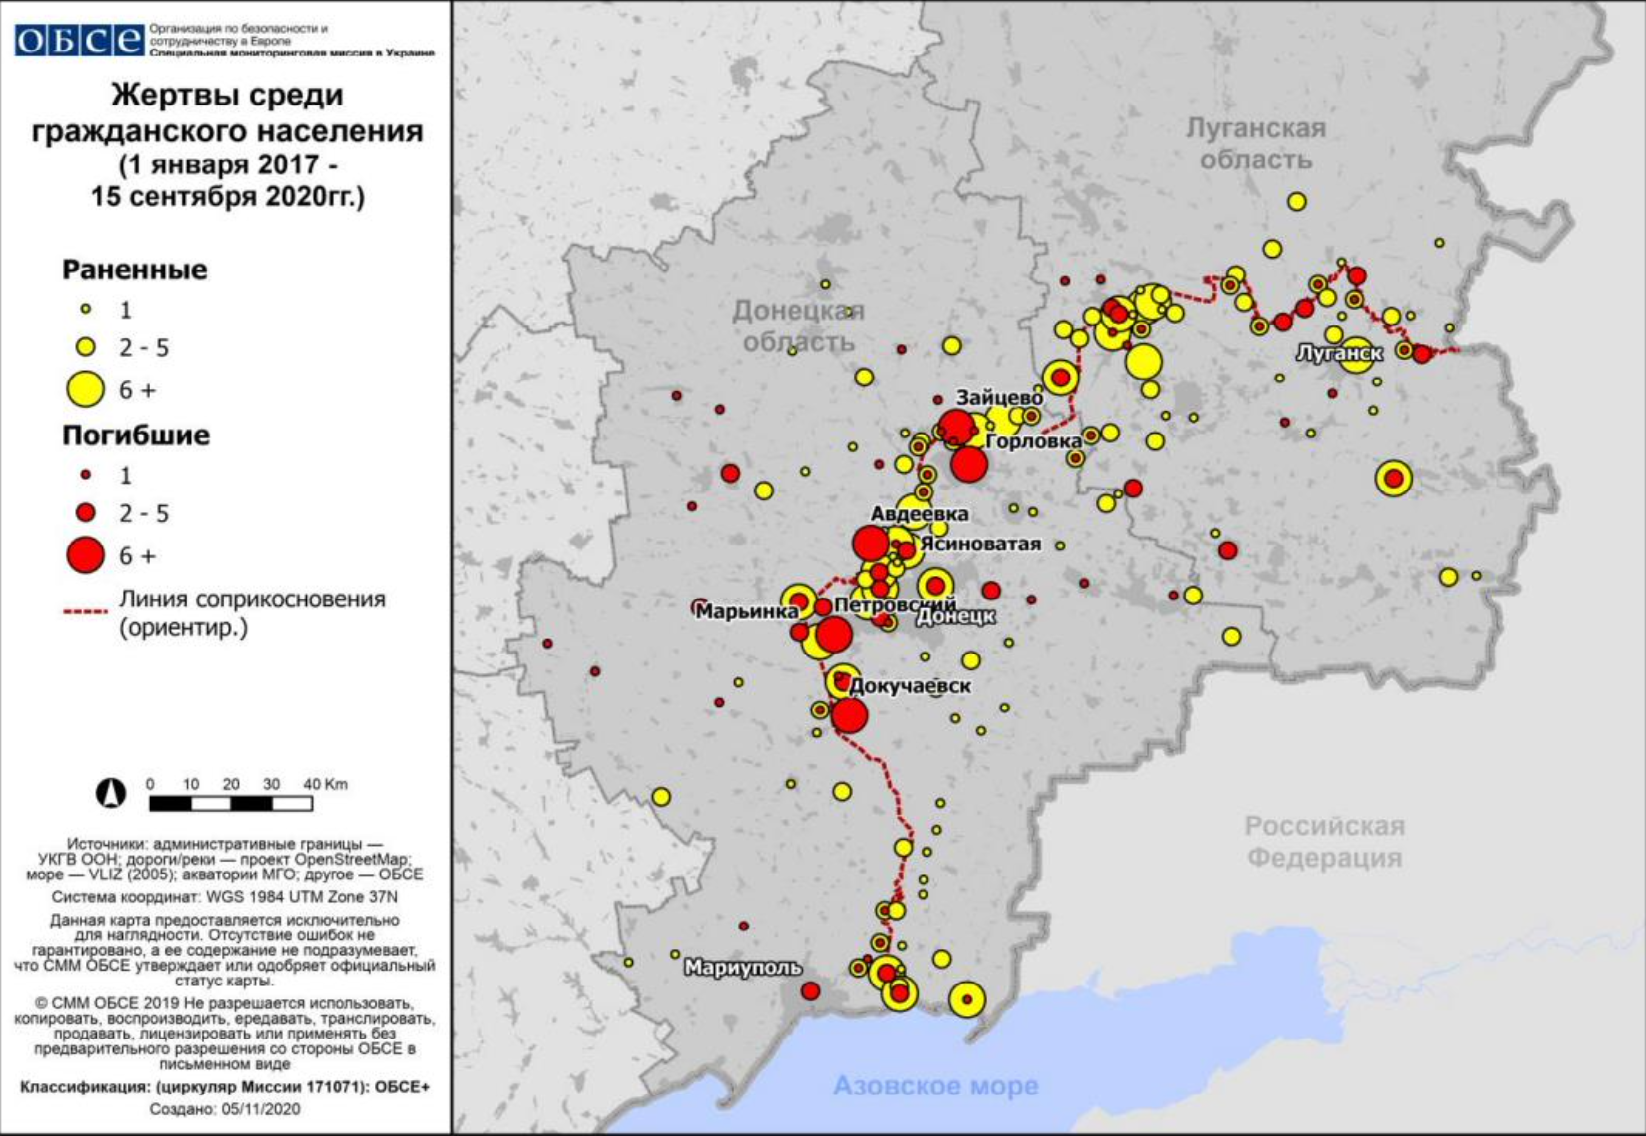 ОБСЕ
Организация по безопасности и
сотрудничеству в Европе
Специальная мониторинговая миссия в Украине
Жертвы среди
гражданского населения
(1 января 2017 -
15 сентября 2020гг.)
Раненные
1
2 - 5
6 +
Погибшие
1
2 - 5
6 +
Линия соприкосновения
(ориентир.)
0 10 20 30 40 Km
Источники: административные границы —
УКГВ ООН; дороги/реки — проект OpenStreetMap;
море — VLIZ (2005); акватории МГО; другое — ОБСЕ
Система координат: WGS 1984 UTM Zone 37N
Данная карта предоставляется исключительно
для наглядности. Отсутствие ошибок не
гарантировано, а ее содержание не подразумевает,
что СММ ОБСЕ утверждает или одобряет официальный
статус карты.
© СММ ОБСЕ 2019 Не разрешается использовать,
копировать, воспроизводить, ередавать, транслировать,
продавать, лицензировать или применять без
предварительного разрешения со стороны ОБСЕ в
письменном виде
Классификация: (циркуляр Миссии 171071): ОБСЕ+
Создано: 05/11/2020
Луганская
область
Донецкая
область
Луганск
Зайцево
Горловка
Авдеевка
Ясиноватая
Марьинка
Петровский
Донецк
Докучаевск
Российская
Федерация
Мариуполь
Азовское море